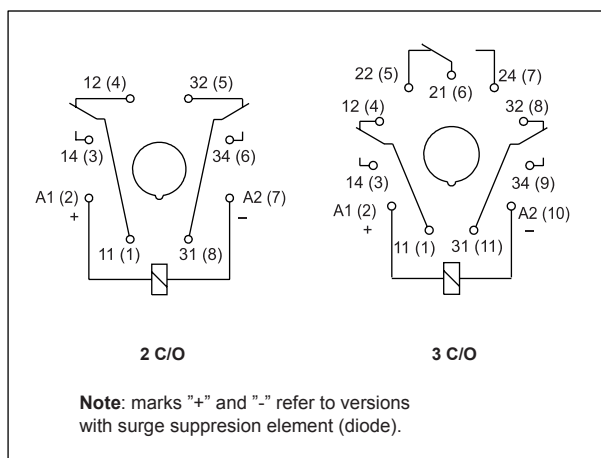 12 (4)
32 (5)
14 (3)
34 (6)
A1 (2)
A2 (7)
+
–
11 (1)
31 (8)
2 C/O
22 (5)
21 (6)
24 (7)
12 (4)
32 (8)
14 (3)
34 (9)
A1 (2)
A2 (10)
+
–
11 (1)
31 (11)
3 C/O
Note: marks ”+” and ”-” refer to versions
with surge suppresion element (diode).